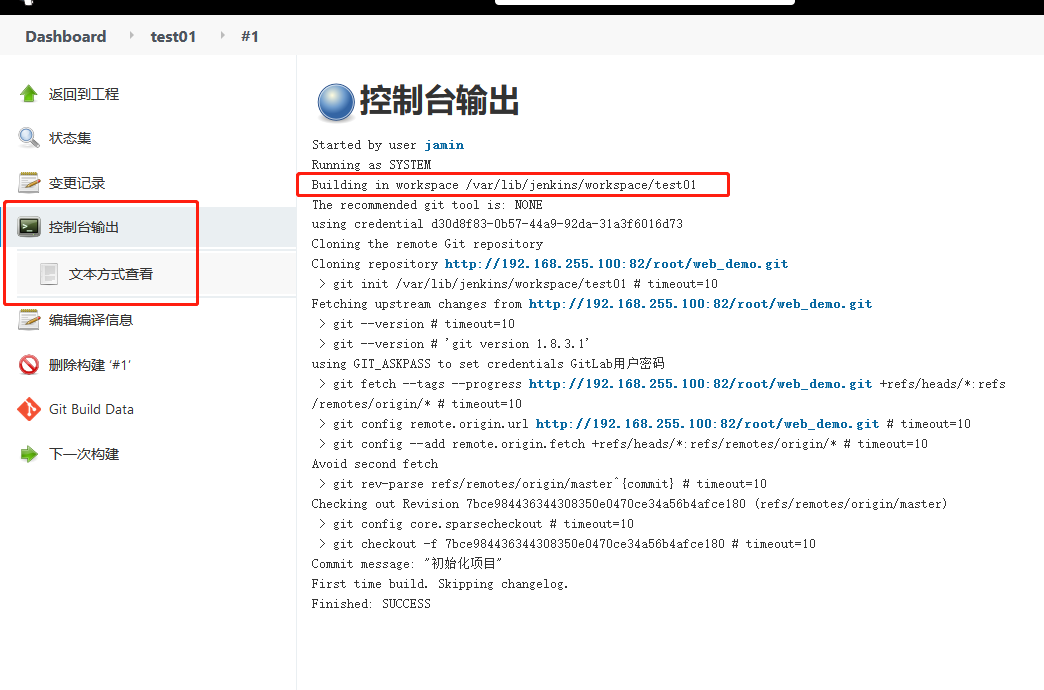 Dashboard test01 #1
返回到工程
状态集
变更记录
控制台输出
文本方式查看
编辑编译信息
删除构建 ‘#1’
Git Build Data
下一次构建
控制台输出
Started by user jamin
Running as SYSTEM
Building in workspace /var/lib/jenkins/workspace/test01
The recommended git tool is: NONE
using credential d30d8f83-0b57-44a9-92da-31a3f6016d73
Cloning the remote Git repository
Cloning repository http://192.168.255.100:82/root/web_demo.git
> git init /var/lib/jenkins/workspace/test01 # timeout=10
Fetching upstream changes from http://192.168.255.100:82/root/web_demo.git
> git --version # timeout=10
> git --version # 'git version 1.8.3.1'
using GIT_ASKPASS to set credentials GitLab用户密码
> git fetch --tags --progress http://192.168.255.100:82/root/web_demo.git +refs/heads/*:refs
/remotes/origin/* # timeout=10
> git config remote.origin.url http://192.168.255.100:82/root/web_demo.git # timeout=10
> git config --add remote.origin.fetch +refs/heads/*:refs/remotes/origin/* # timeout=10
Avoid second fetch
> git rev-parse refs/remotes/origin/master^{commit} # timeout=10
Checking out Revision 7bce984436344308350e0470ce34a56b4afce180 (refs/remotes/origin/master)
> git config core.sparsecheckout # timeout=10
> git checkout -f 7bce984436344308350e0470ce34a56b4afce180 # timeout=10
Commit message: "初始化项目"
First time build. Skipping changelog.
Finished: SUCCESS